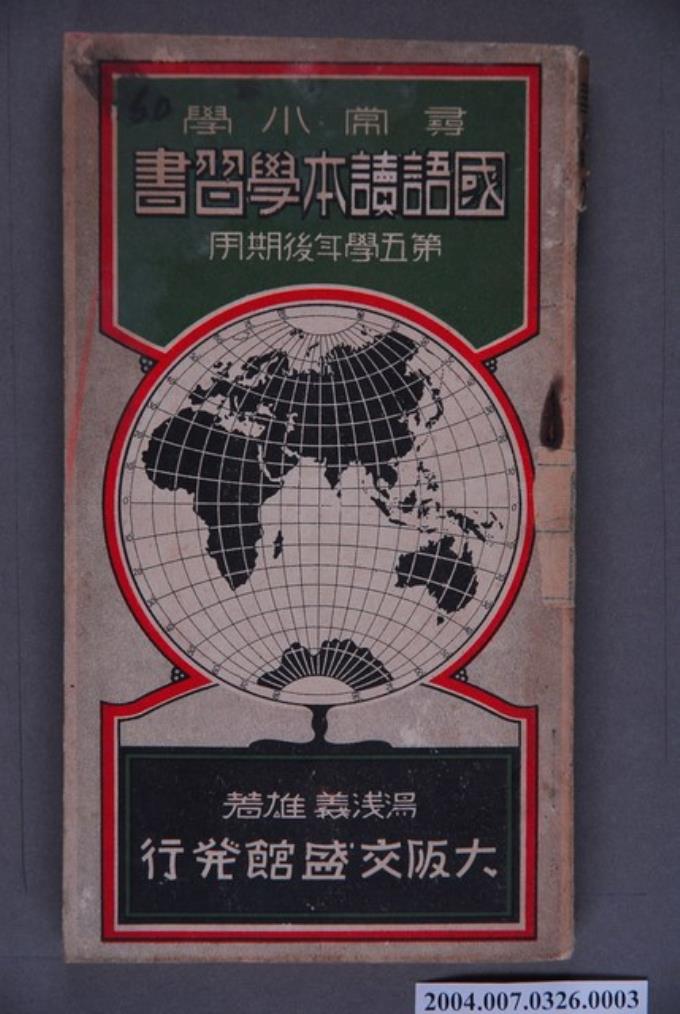 尋常小學
國語讀本學習書
第五學年後期用
湯浅義雄著
大阪交盛館発行
2004.007.0326.0003